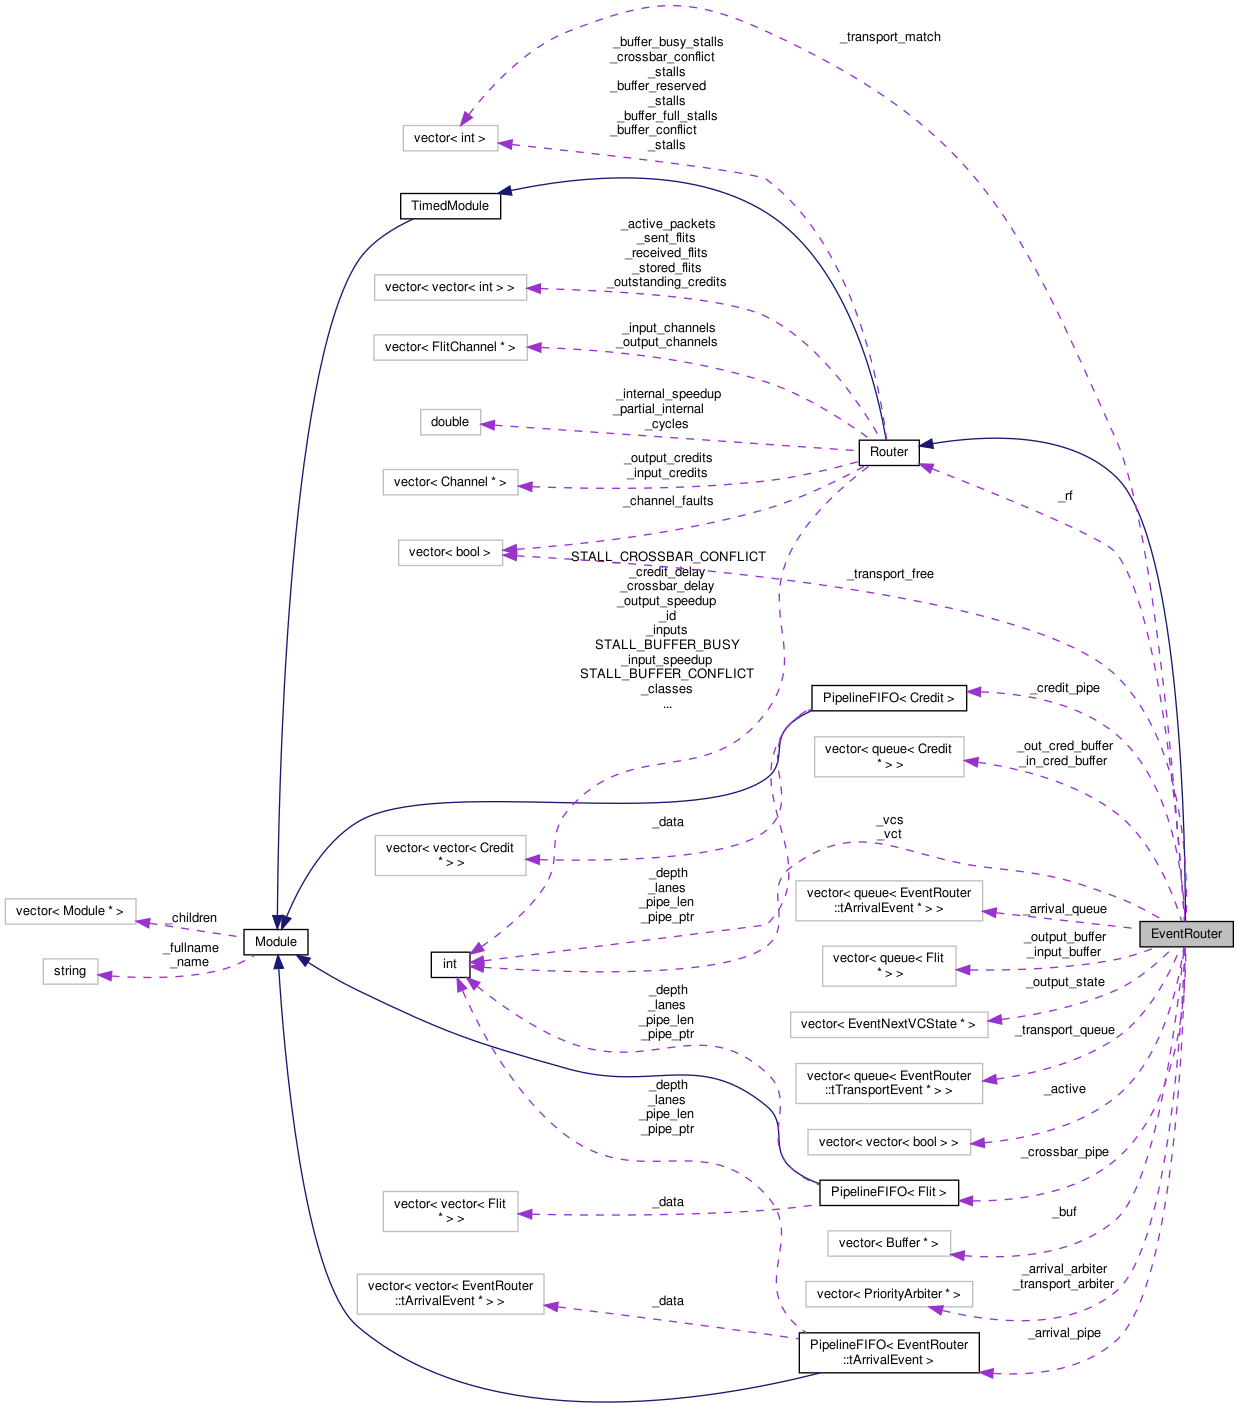 _transport_match
_buffer_busy_stalls
_crossbar_conflict
_stalls
_buffer_reserved
_stalls
_buffer_full_stalls
_buffer_conflict
_stalls
vector< int >
TimedModule
_active_packets
_sent_flits
_received_flits
_stored_flits
_outstanding_credits
vector< vector< int > >
_input_channels
_output_channels
vector< FlitChannel * >
_internal_speedup
_partial_internal
_cycles
double
Router
_output_credits
_input_credits
vector< Channel * >
_rf
_channel_faults
vector< bool >
STALL_CROSSBAR_CONFLICT
_credit_delay
_crossbar_delay
_output_speedup
_id
_inputs
STALL_BUFFER_BUSY
_input_speedup
STALL_BUFFER_CONFLICT
_classes
...
_transport_free
PipelineFIFO< Credit >
_credit_pipe
vector< queue< Credit
* > >
_out_cred_buffer
_in_cred_buffer
_data
vector< vector< Credit
* > >
_vcs
_vct
_depth
_lanes
_pipe_len
_pipe_ptr
vector< queue< EventRouter
::tArrivalEvent * > >
_arrival_queue
vector< Module * >
_children
Module
_fullname
_name
string
int
EventRouter
_output_buffer
_input_buffer
vector< queue< Flit
* > >
_output_state
vector< EventNextVCState * >
_depth
_lanes
_pipe_len
_pipe_ptr
_transport_queue
vector< queue< EventRouter
::tTransportEvent * > >
_depth
_lanes
_pipe_len
_pipe_ptr
_active
vector< vector< bool > >
_crossbar_pipe
PipelineFIFO< Flit >
_data
vector< vector< Flit
* > >
_buf
vector< Buffer * >
_arrival_arbiter
_transport_arbiter
vector< PriorityArbiter * >
vector< vector< EventRouter
::tArrivalEvent * > >
_data
_arrival_pipe
PipelineFIFO< EventRouter
::tArrivalEvent >